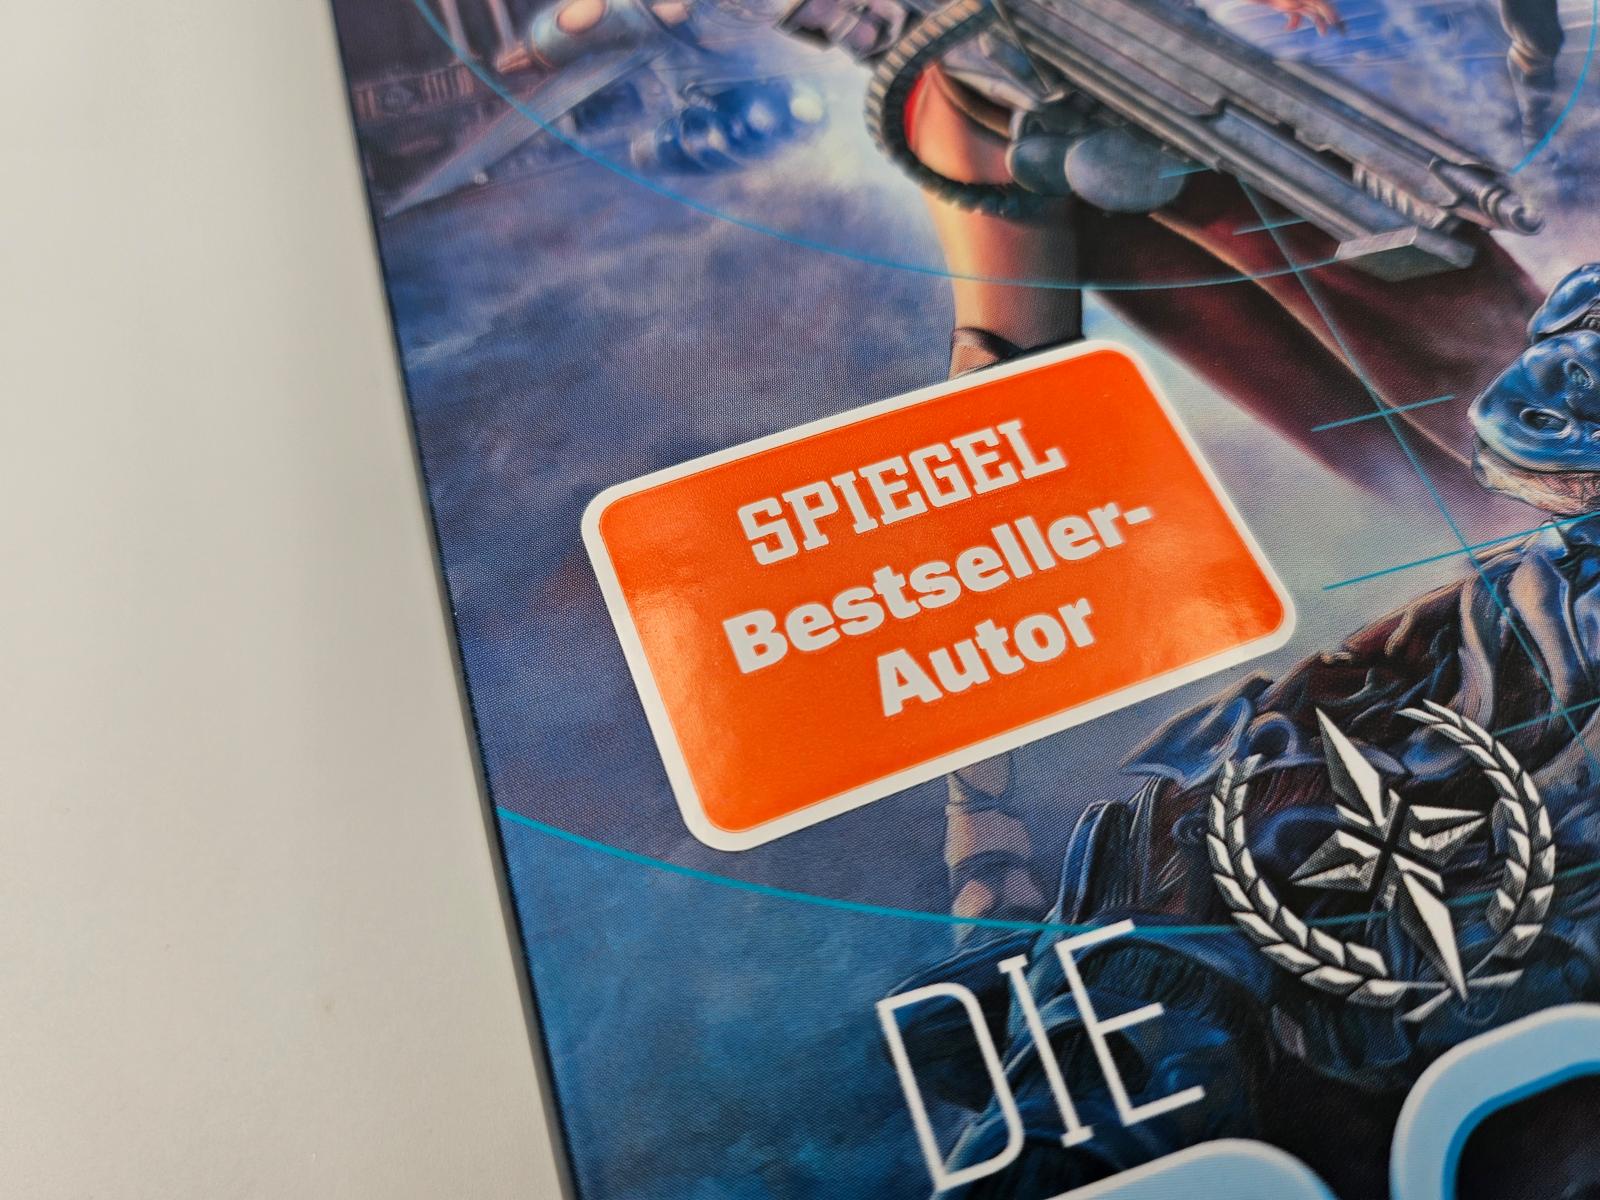 SPIEGEL
Bestseller-
Autor
DIE